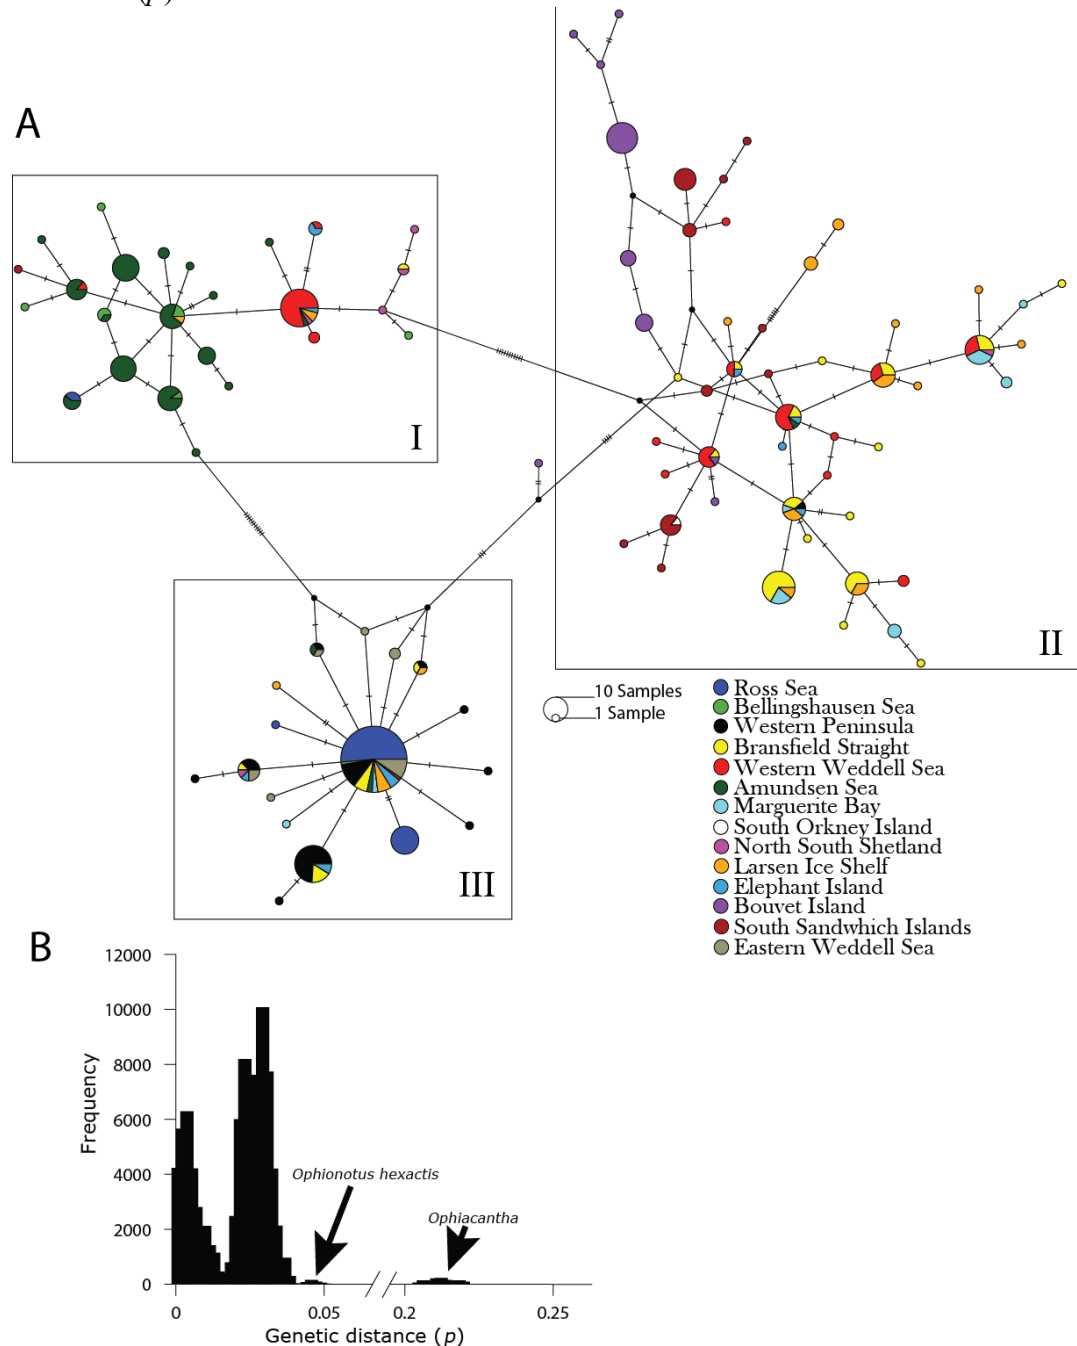 (p)
A
I
II
III
10 Samples
1 Sample
Ross Sea
Bellingshausen Sea
Western Peninsula
Bransfield Straight
Western Weddell Sea
Amundsen Sea
Marguerite Bay
South Orkney Island
North South Shetland
Larsen Ice Shelf
Elephant Island
Bouvet Island
South Sandwhich Islands
Eastern Weddell Sea
B
12000
10000
8000
6000
4000
2000
0
Frequency
Ophionotus hexactis
Ophiacantha
0 0.05 0.2 0.25
Genetic distance (p)